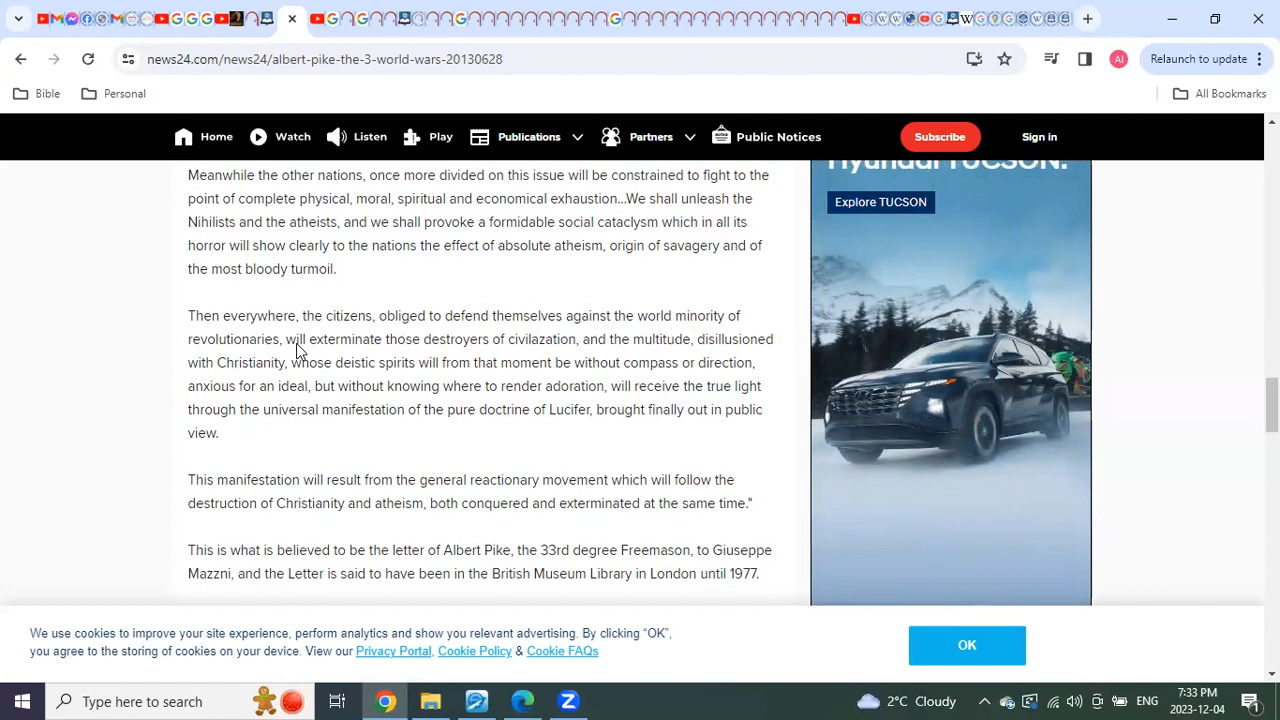 news24.com/news24/albert-pike-the-3-world-wars-20130628
AI
Relaunch to update
Bible
Personal
All Bookmarks
Home
Watch
Listen
Play
Publications
Partners
Public Notices
Subscribe
Sign in
Meanwhile the other nations, once more divided on this issue will be constrained to fight to the
point of complete physical, moral, spiritual and economical exhaustion…We shall unleash the
Nihilists and the atheists, and we shall provoke a formidable social cataclysm which in all its
horror will show clearly to the nations the effect of absolute atheism, origin of savagery and of
the most bloody turmoil.
Then everywhere, the citizens, obliged to defend themselves against the world minority of
revolutionaries, will exterminate those destroyers of civilazation, and the multitude, disillusioned
with Christianity, whose deistic spirits will from that moment be without compass or direction,
anxious for an ideal, but without knowing where to render adoration, will receive the true light
through the universal manifestation of the pure doctrine of Lucifer, brought finally out in public
view.
This manifestation will result from the general reactionary movement which will follow the
destruction of Christianity and atheism, both conquered and exterminated at the same time."
This is what is believed to be the letter of Albert Pike, the 33rd degree Freemason, to Giuseppe
Mazzni, and the Letter is said to have been in the British Museum Library in London until 1977.
Hyundai TUCSON.
Explore TUCSON
We use cookies to improve your site experience, perform analytics and show you relevant advertising. By clicking “OK”,
you agree to the storing of cookies on your device. View our Privacy Portal, Cookie Policy & Cookie FAQs
OK
Type here to search
2°C Cloudy
ENG
7:33 PM
2023-12-04